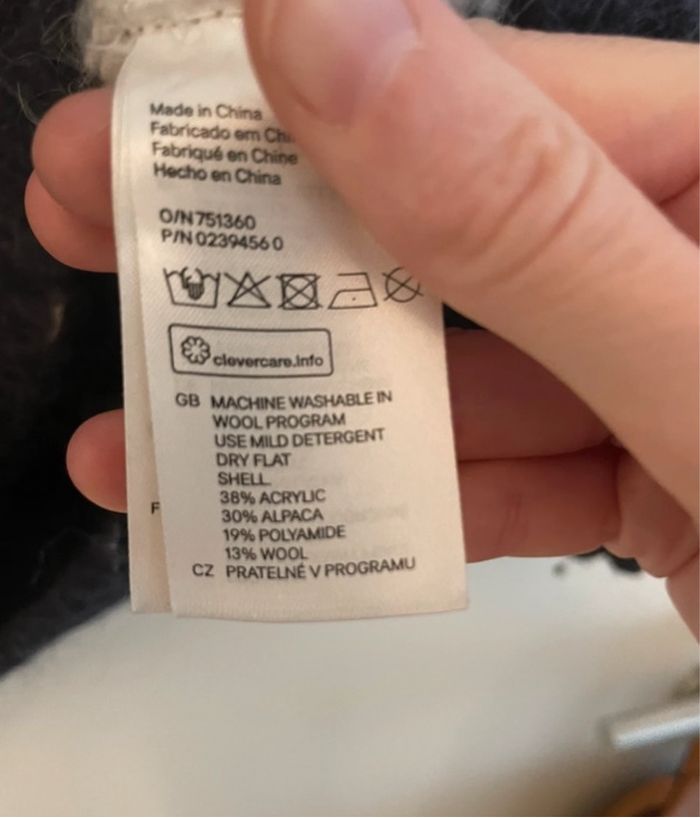 Made in China
Fabricado em Chi
Fabriqué en Chine
Hecho en China
O/N 751360
P/N 02394560
clevercare.info
GB MACHINE WASHABLE IN
WOOL PROGRAM
USE MILD DETERGENT
DRY FLAT
SHELL
38% ACRYLIC
30% ALPACA
19% POLYAMIDE
13% WOOL
CZ PRATELNÉ V PROGRAMU
F